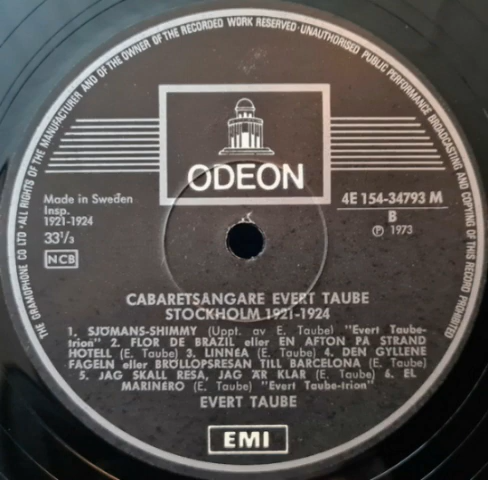 THE GRAMOPHONE CO LTD · ALL RIGHTS OF THE MANUFACTURER AND OF THE OWNER OF THE RECORDED WORK RESERVED · UNAUTHORISED PUBLIC PERFORMANCE BROADCASTING AND COPYING OF THIS RECORD PROHIBITED
ODEON
Made in Sweden
Insp.
1921-1924
33⅓
NCB
4E 154-34793 M
B
Ⓟ 1973
CABARETSÅNGARE EVERT TAUBE
STOCKHOLM 1921-1924
1. SJÖMANS-SHIMMY (Uppt. av E. Taube) "Evert Taube-
trion" 2. FLOR DE BRAZIL eller EN AFTON PÅ STRAND
HOTELL (E. Taube) 3. LINNÉA (E. Taube) 4. DEN GYLLENE
FÅGELN eller BRÖLLOPSRESAN TILL BARCELONA (E. Taube)
5. JAG SKALL RESA, JAG ÄR KLAR (E. Taube) 6. EL
MARINERO (E. Taube) "Evert Taube-trion"
EVERT TAUBE
EMI